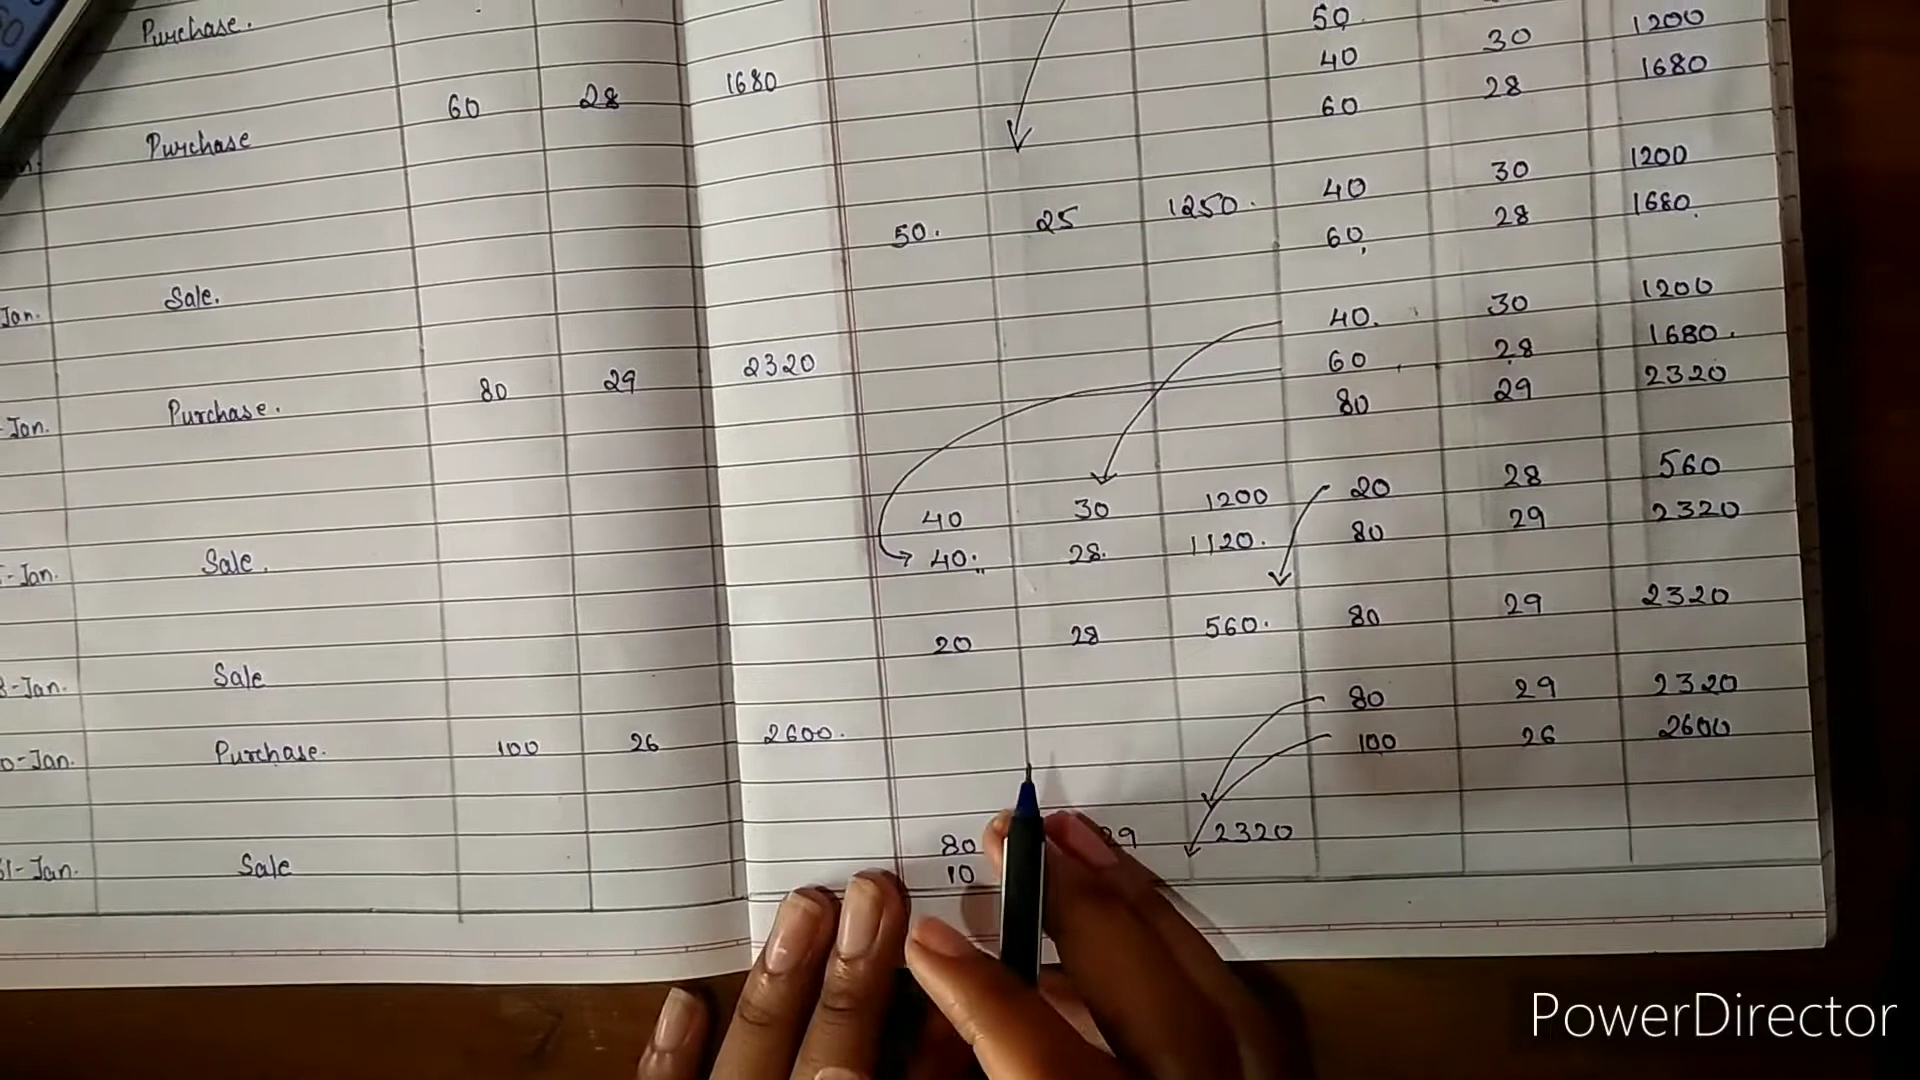 Purchase.
50.
30 1200
40
60 28 1680
28 1680
60
Purchase
40 30 1200
50. 25 1250. 60, 28 1680.
Jan. Sale.
40. 30 1200
60 28 1680.
80 29 2320
80 29 2320
-Jan. Purchase.
20 28 560
40 30 1200 80 29 2320
-Jan. Sale. 40. 28. 1120.
80 29 2320
-Jan. Sale 20 28 560.
80 29 2320
0-Jan. Purchase. 100 26 2600. 100 26 2600
1-Jan. Sale 80 29 2320
10
PowerDirector